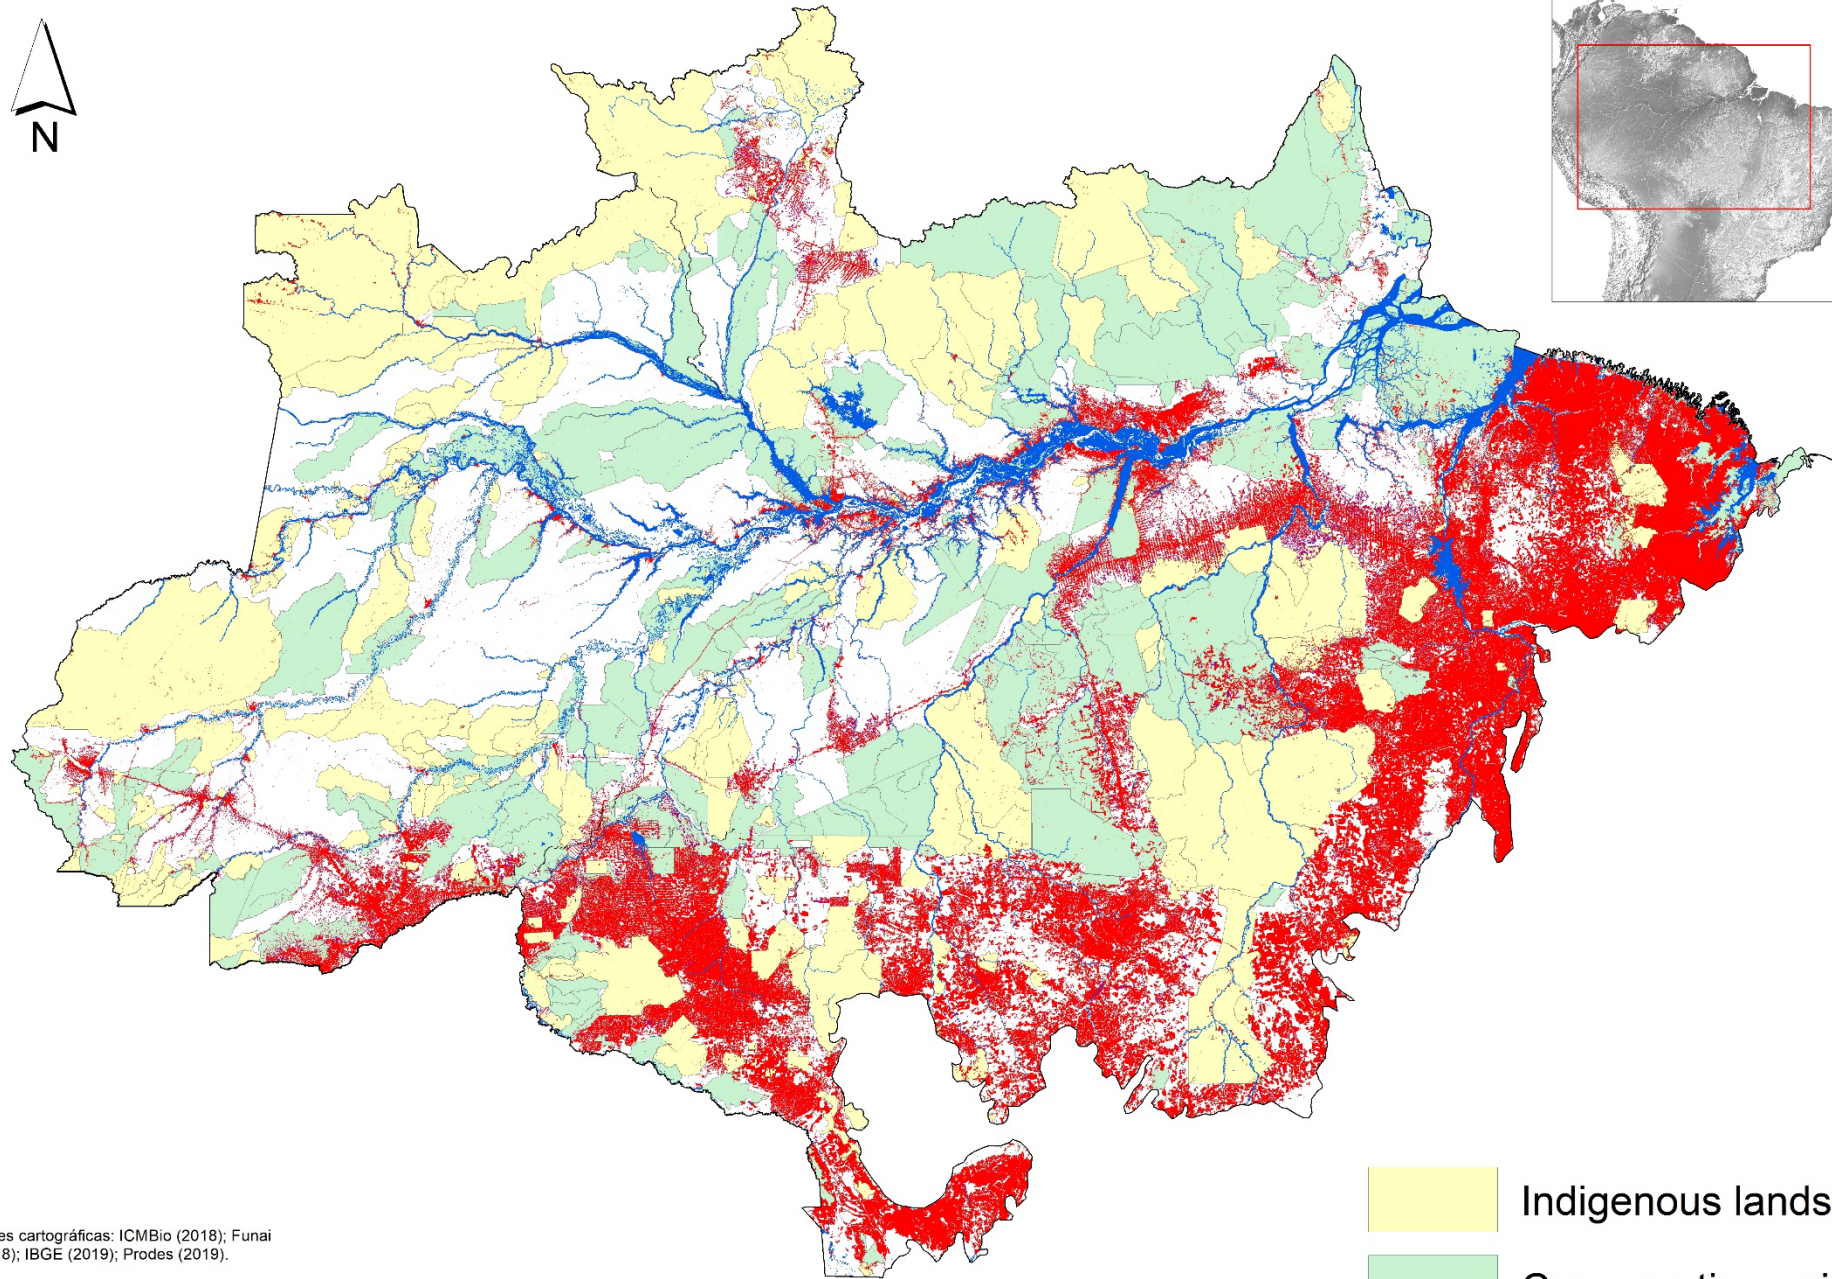 N
es cartográficas: ICMBio (2018); Funai
8); IBGE (2019); Prodes (2019).
Indigenous lands